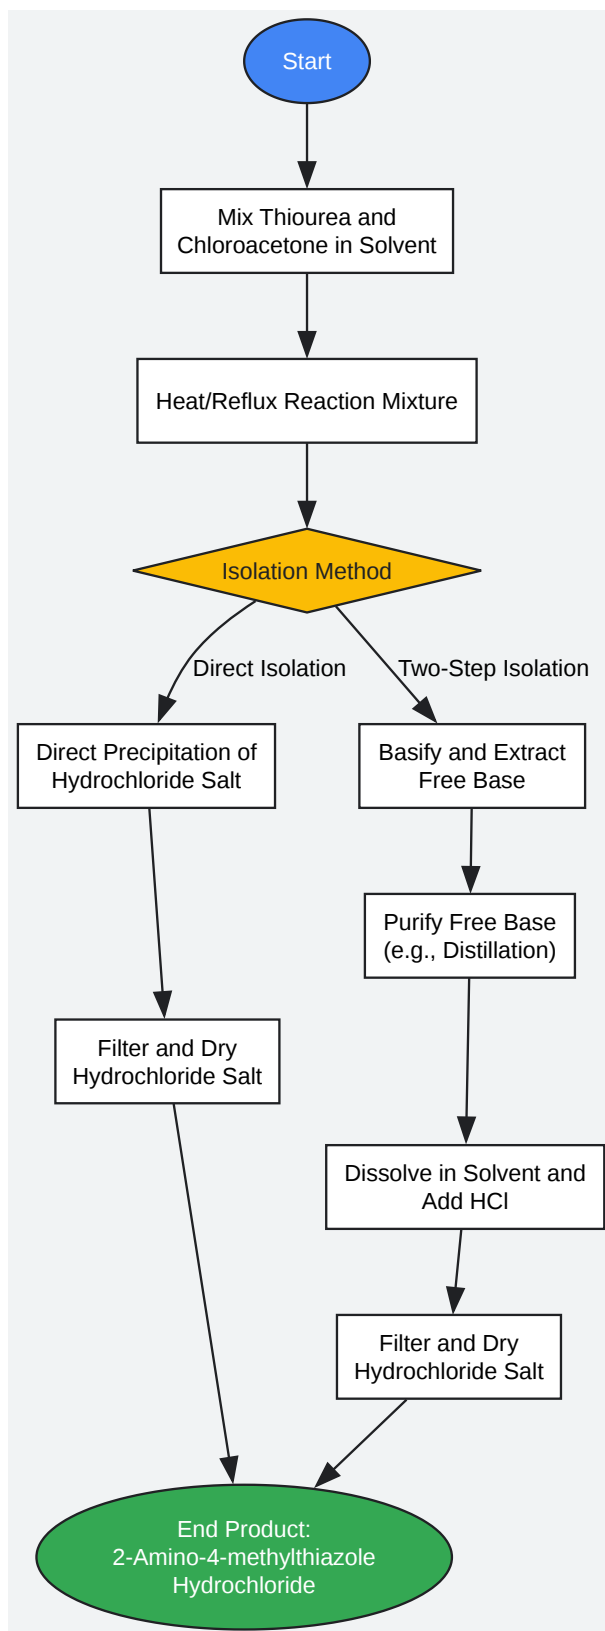 Start
Mix Thiourea and
Chloroacetone in Solvent
Heat/Reflux Reaction Mixture
Isolation Method
Direct Isolation
Two-Step Isolation
Direct Precipitation of
Hydrochloride Salt
Basify and Extract
Free Base
Purify Free Base
(e.g., Distillation)
Filter and Dry
Hydrochloride Salt
Dissolve in Solvent and
Add HCl
Filter and Dry
Hydrochloride Salt
End Product:
2-Amino-4-methylthiazole
Hydrochloride